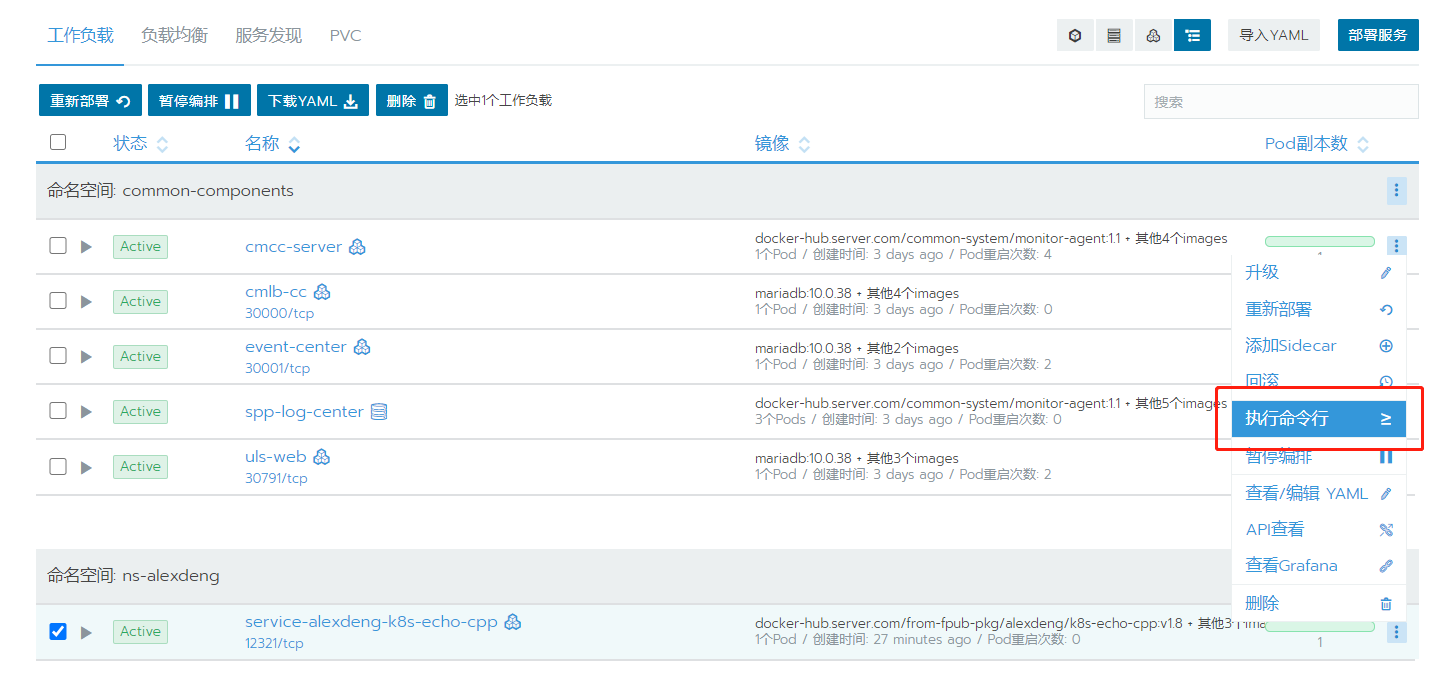 工作负载 负载均衡 服务发现 PVC 导入YAML 部署服务
重新部署 暂停编排 下载YAML 删除 选中1个工作负载 搜索
状态 名称 镜像 Pod副本数
命名空间: common-components
Active cmcc-server docker-hub.server.com/common-system/monitor-agent:1.1 + 其他4个images
1个Pod / 创建时间: 3 days ago / Pod重启次数: 4
Active cmlb-cc mariadb:10.0.38 + 其他4个images
30000/tcp 1个Pod / 创建时间: 3 days ago / Pod重启次数: 0
Active event-center mariadb:10.0.38 + 其他2个images
30001/tcp 1个Pod / 创建时间: 3 days ago / Pod重启次数: 2
Active spp-log-center docker-hub.server.com/common-system/monitor-agent:1.1 + 其他5个images
3个Pods / 创建时间: 3 days ago / Pod重启次数: 0
Active uls-web mariadb:10.0.38 + 其他3个images
30791/tcp 1个Pod / 创建时间: 3 days ago / Pod重启次数: 2
升级
重新部署
添加Sidecar
回滚
执行命令行
暂停编排
查看/编辑 YAML
API查看
查看Grafana
删除
命名空间: ns-alexdeng
Active service-alexdeng-k8s-echo-cpp docker-hub.server.com/from-fpub-pkg/alexdeng/k8s-echo-cpp:v1.8 + 其他3个ima
12321/tcp 1个Pod / 创建时间: 27 minutes ago / Pod重启次数: 0 1